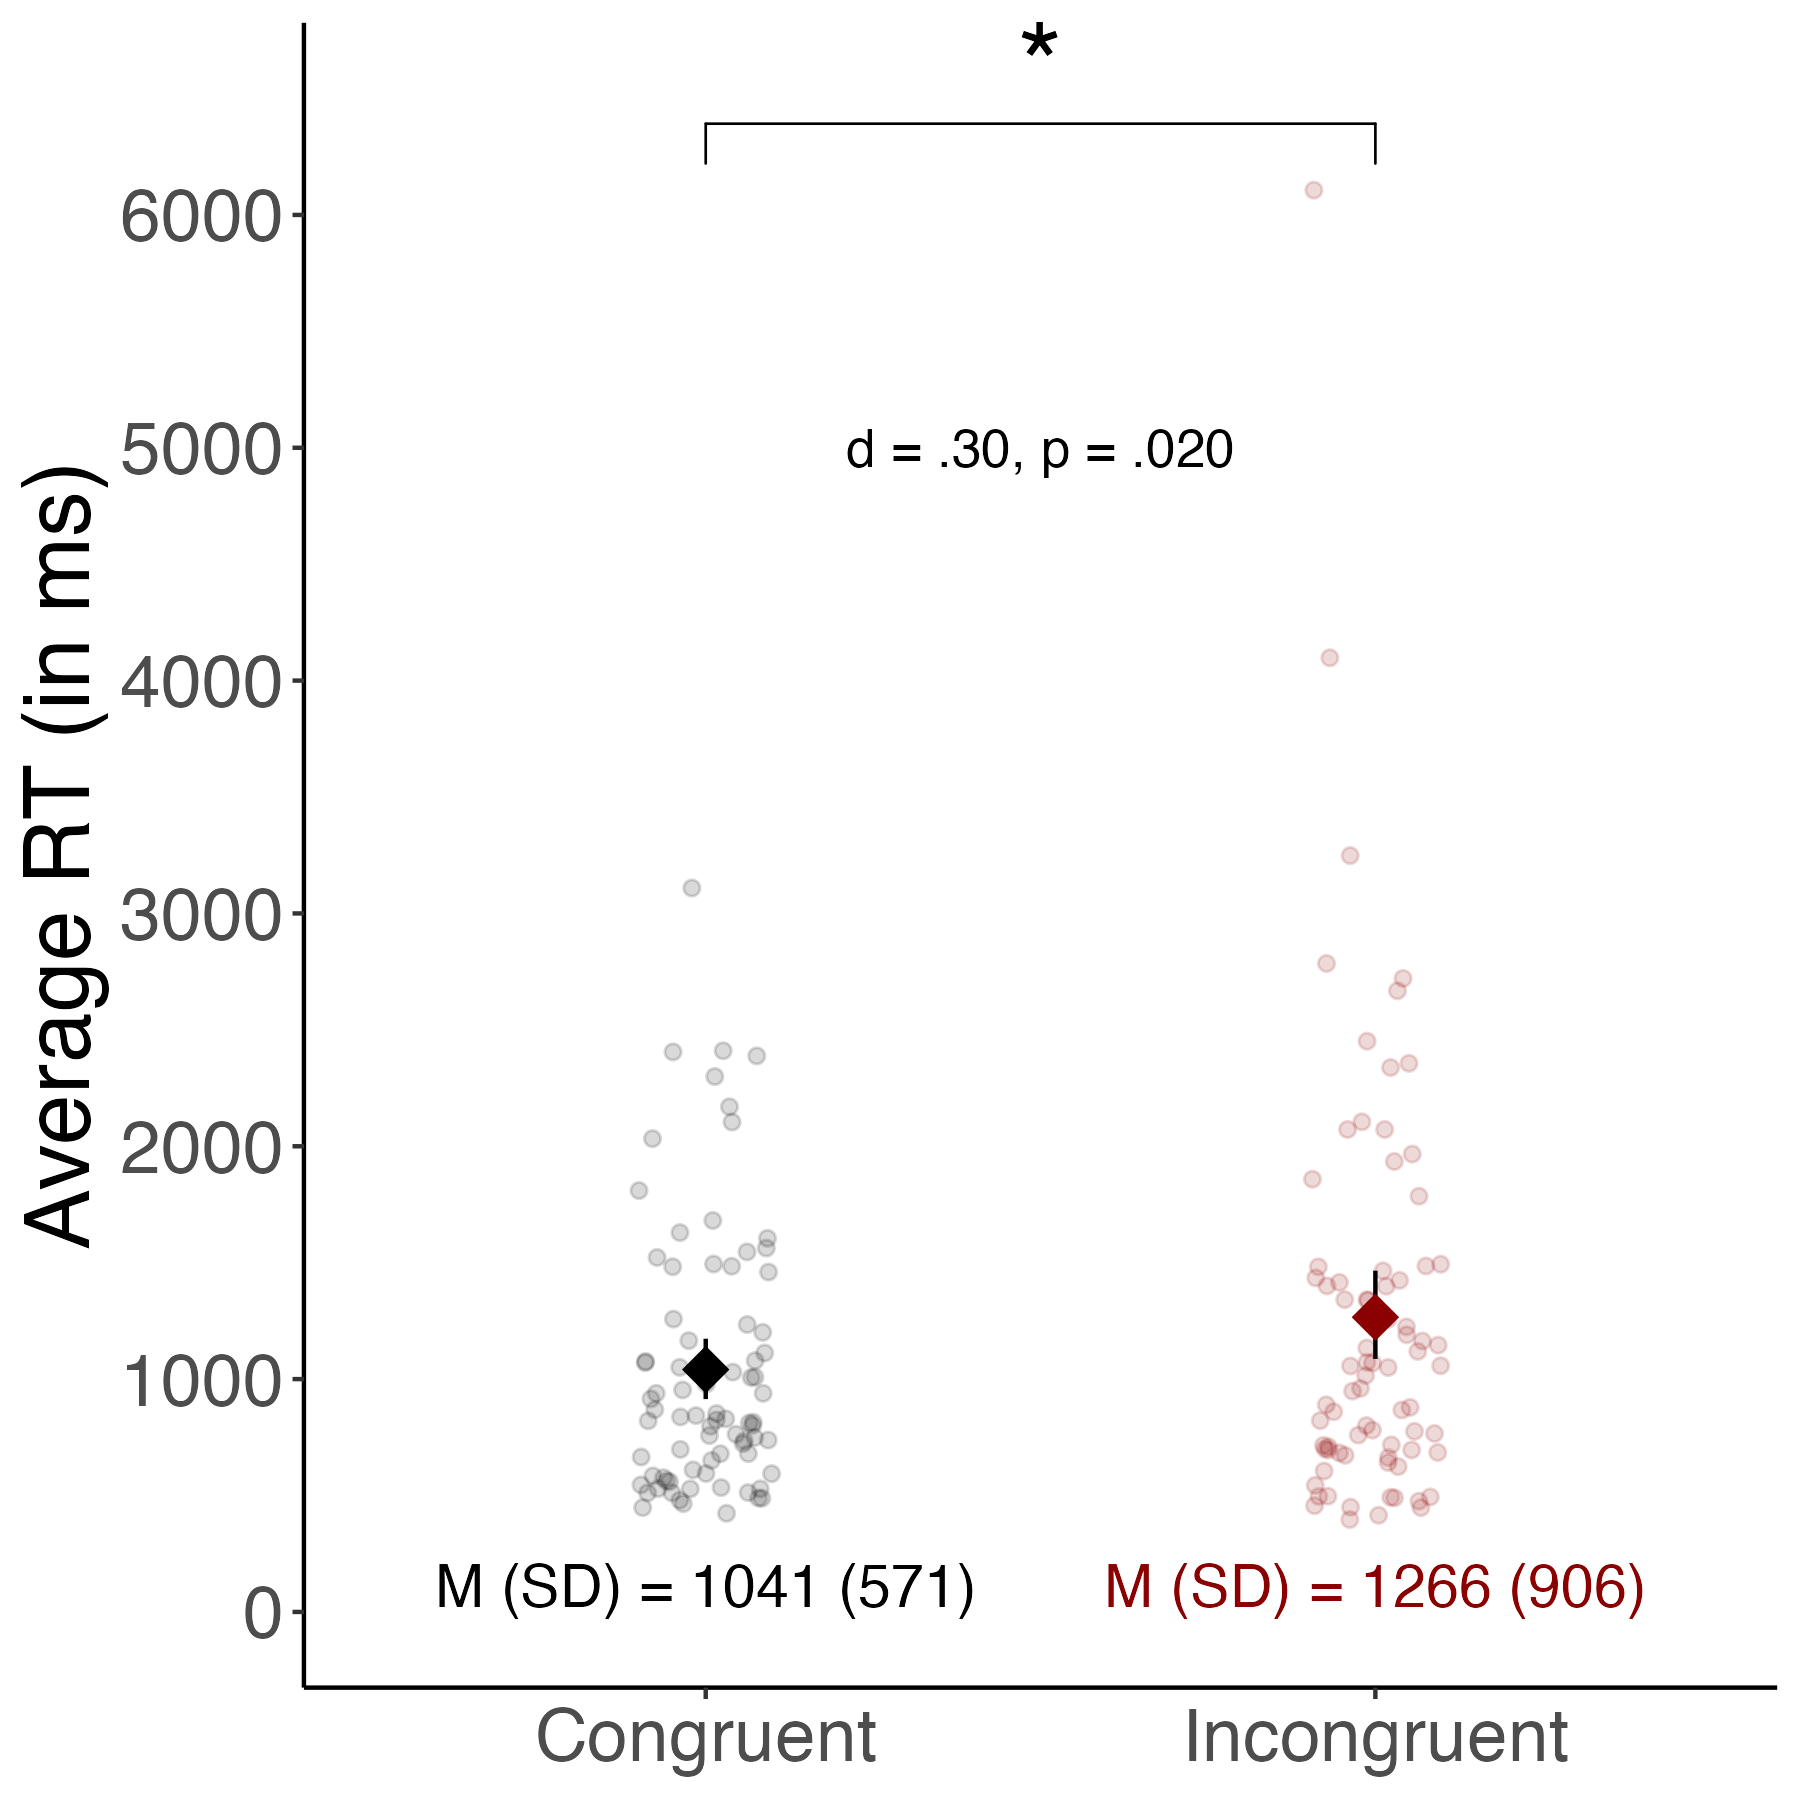 *
6000
5000
d = .30, p = .020
4000
3000
2000
1000
0
Average RT (in ms)
M (SD) = 1041 (571)
M (SD) = 1266 (906)
Congruent
Incongruent